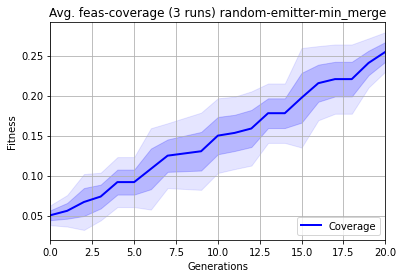 Avg. feas-coverage (3 runs) random-emitter-min_merge
Fitness
0.25
0.20
0.15
0.10
0.05
0.0 2.5 5.0 7.5 10.0 12.5 15.0 17.5 20.0
Generations
Coverage